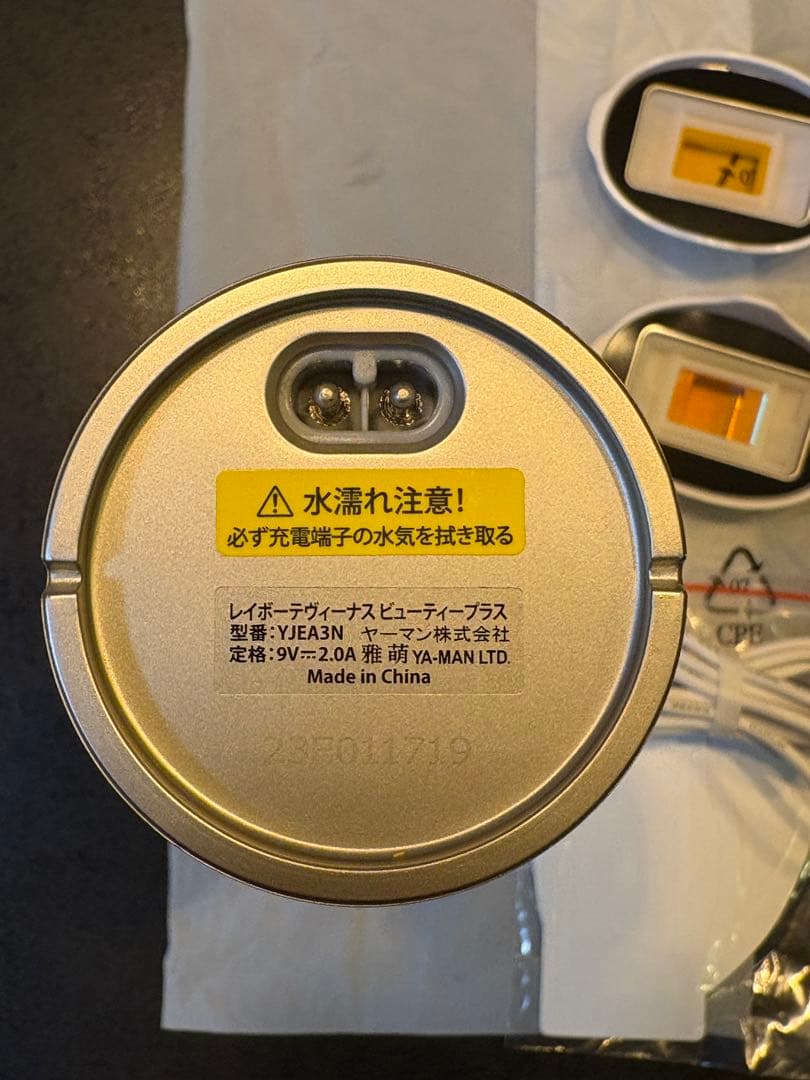 ⚠ 水濡れ注意!
必ず充電端子の水気を拭き取る
レイボーテヴィーナス ビューティープラス
型番:YJEA3N ヤーマン株式会社
定格:9V⎓2.0A 雅萌 YA-MAN LTD.
Made in China
23E011719
07
CPE